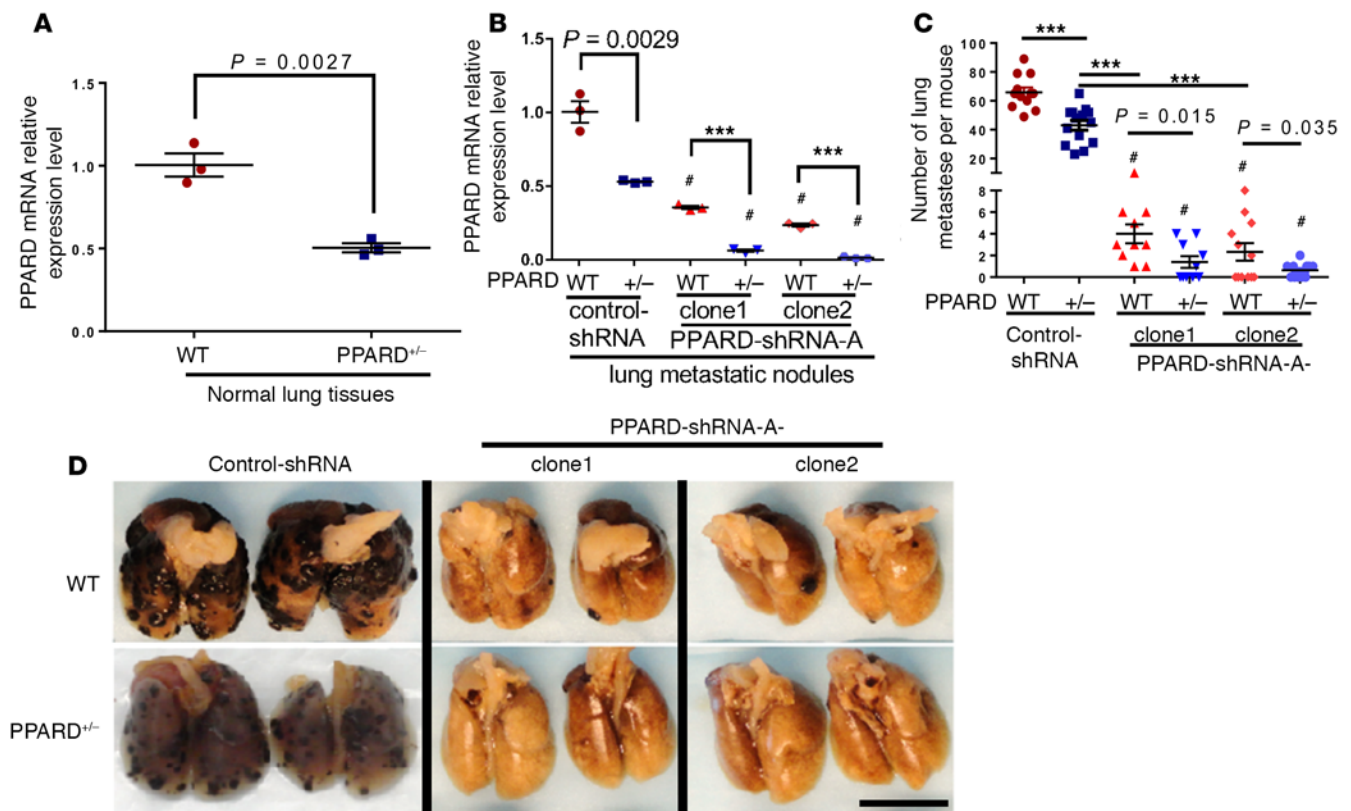 A
PPARD mRNA relative
expression level
1.5
1.0
0.5
0.0
P = 0.0027
WT
PPARD+/–
Normal lung tissues
B
PPARD mRNA relative
expression level
1.5
1.0
0.5
0.0
P = 0.0029
***
***
#
#
#
#
PPARD WT +/– WT +/– WT +/–
control-
shRNA
clone1 clone2
PPARD-shRNA-A
lung metastatic nodules
C
Number of lung
metastese per mouse
100
80
60
40
20
8
6
4
2
0
***
***
***
P = 0.015
P = 0.035
#
#
#
#
PPARD WT +/– WT +/– WT +/–
Control-
shRNA
clone1 clone2
PPARD-shRNA-A-
D
PPARD-shRNA-A-
Control-shRNA clone1 clone2
WT
PPARD+/–